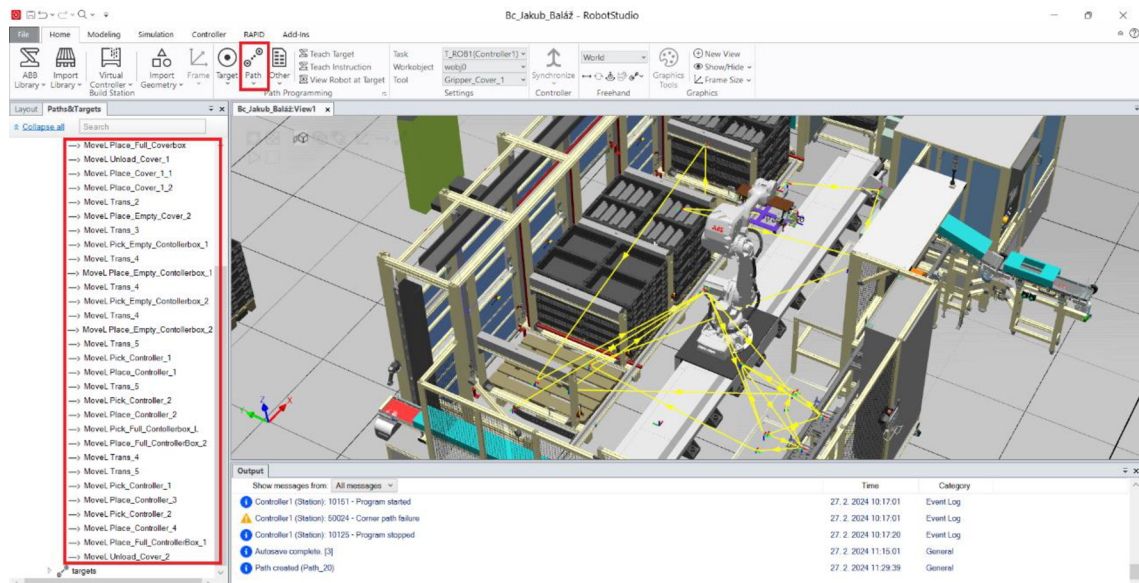 Bc_Jakub_Baláž - RobotStudio
File Home Modeling Simulation Controller RAPID Add-Ins
ABB Library
Import Library
Virtual Controller
Import Geometry
Frame
Target
Path
Other
Teach Target
Teach Instruction
View Robot at Target
Task T_ROB1(Controller1)
Workobject wobj0
Tool Gripper_Cover_1
Synchronize
World
Graphics Tools
New View
Show/Hide
Frame Size
Build Station
Path Programming
Settings
Controller
Freehand
Graphics
Layout Paths&Targets
Bc_Jakub_Baláž:View1
Collapse all
Search
MoveL Place_Full_Coverbox
MoveL Unload_Cover_1
MoveL Place_Cover_1_1
MoveL Place_Cover_1_2
MoveL Trans_2
MoveL Place_Empty_Cover_2
MoveL Trans_3
MoveL Pick_Empty_Contollerbox_1
MoveL Trans_4
MoveL Place_Empty_Contollerbox_1
MoveL Trans_4
MoveL Pick_Empty_Contollerbox_2
MoveL Trans_4
MoveL Place_Empty_Contollerbox_2
MoveL Trans_5
MoveL Pick_Controller_1
MoveL Place_Controller_1
MoveL Trans_5
MoveL Pick_Controller_2
MoveL Place_Controller_2
MoveL Pick_Full_Contollerbox_L
MoveL Place_Full_ControllerBox_2
MoveL Trans_4
MoveL Trans_5
MoveL Pick_Controller_1
MoveL Place_Controller_3
MoveL Pick_Controller_2
MoveL Place_Controller_4
MoveL Place_Full_ControllerBox_1
MoveL Unload_Cover_2
targets
ABB
Z
X
Y
Output
Show messages from: All messages Time Category
Controller1 (Station): 10151 - Program started 27. 2. 2024 10:17:01 Event Log
Controller1 (Station): 50024 - Corner path failure 27. 2. 2024 10:17:01 Event Log
Controller1 (Station): 10125 - Program stopped 27. 2. 2024 10:17:20 Event Log
Autosave complete. [3] 27. 2. 2024 11:15:01 General
Path created (Path_20) 27. 2. 2024 11:29:39 General